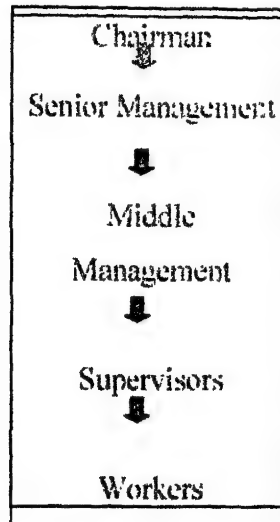 Chairman
Senior Management
Middle
Management
Supervisors
Workers